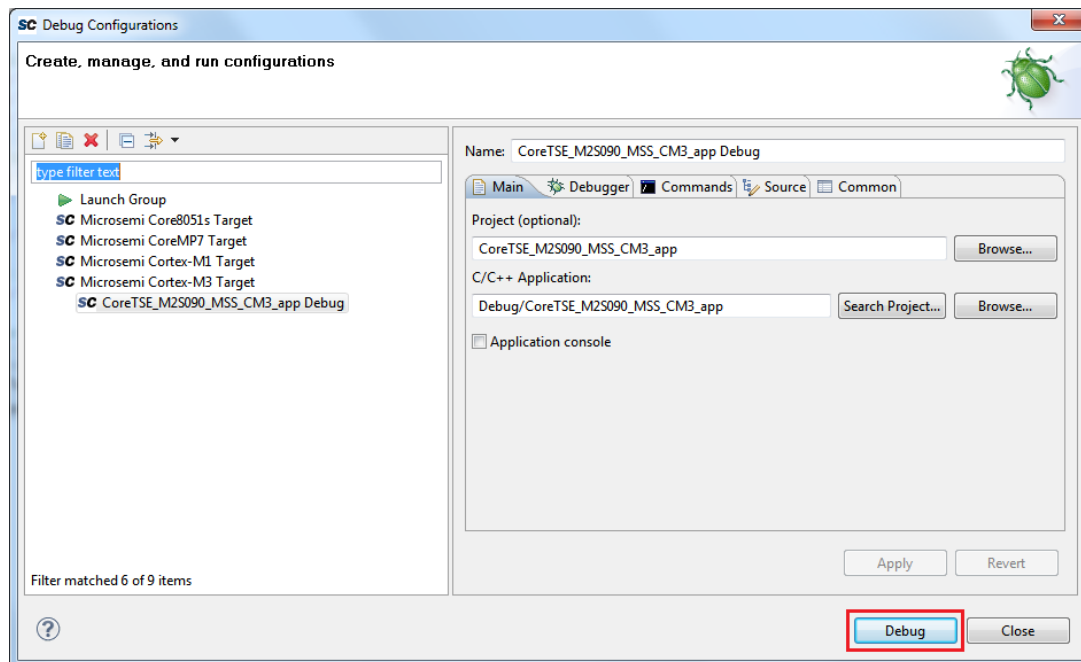 SC Debug Configurations
x
Create, manage, and run configurations
type filter text
Launch Group
SC Microsemi Core8051s Target
SC Microsemi CoreMP7 Target
SC Microsemi Cortex-M1 Target
SC Microsemi Cortex-M3 Target
SC CoreTSE_M2S090_MSS_CM3_app Debug
Filter matched 6 of 9 items
Name: CoreTSE_M2S090_MSS_CM3_app Debug
Main Debugger Commands Source Common
Project (optional):
CoreTSE_M2S090_MSS_CM3_app Browse...
C/C++ Application:
Debug/CoreTSE_M2S090_MSS_CM3_app Search Project... Browse...
Application console
Apply Revert
? Debug Close